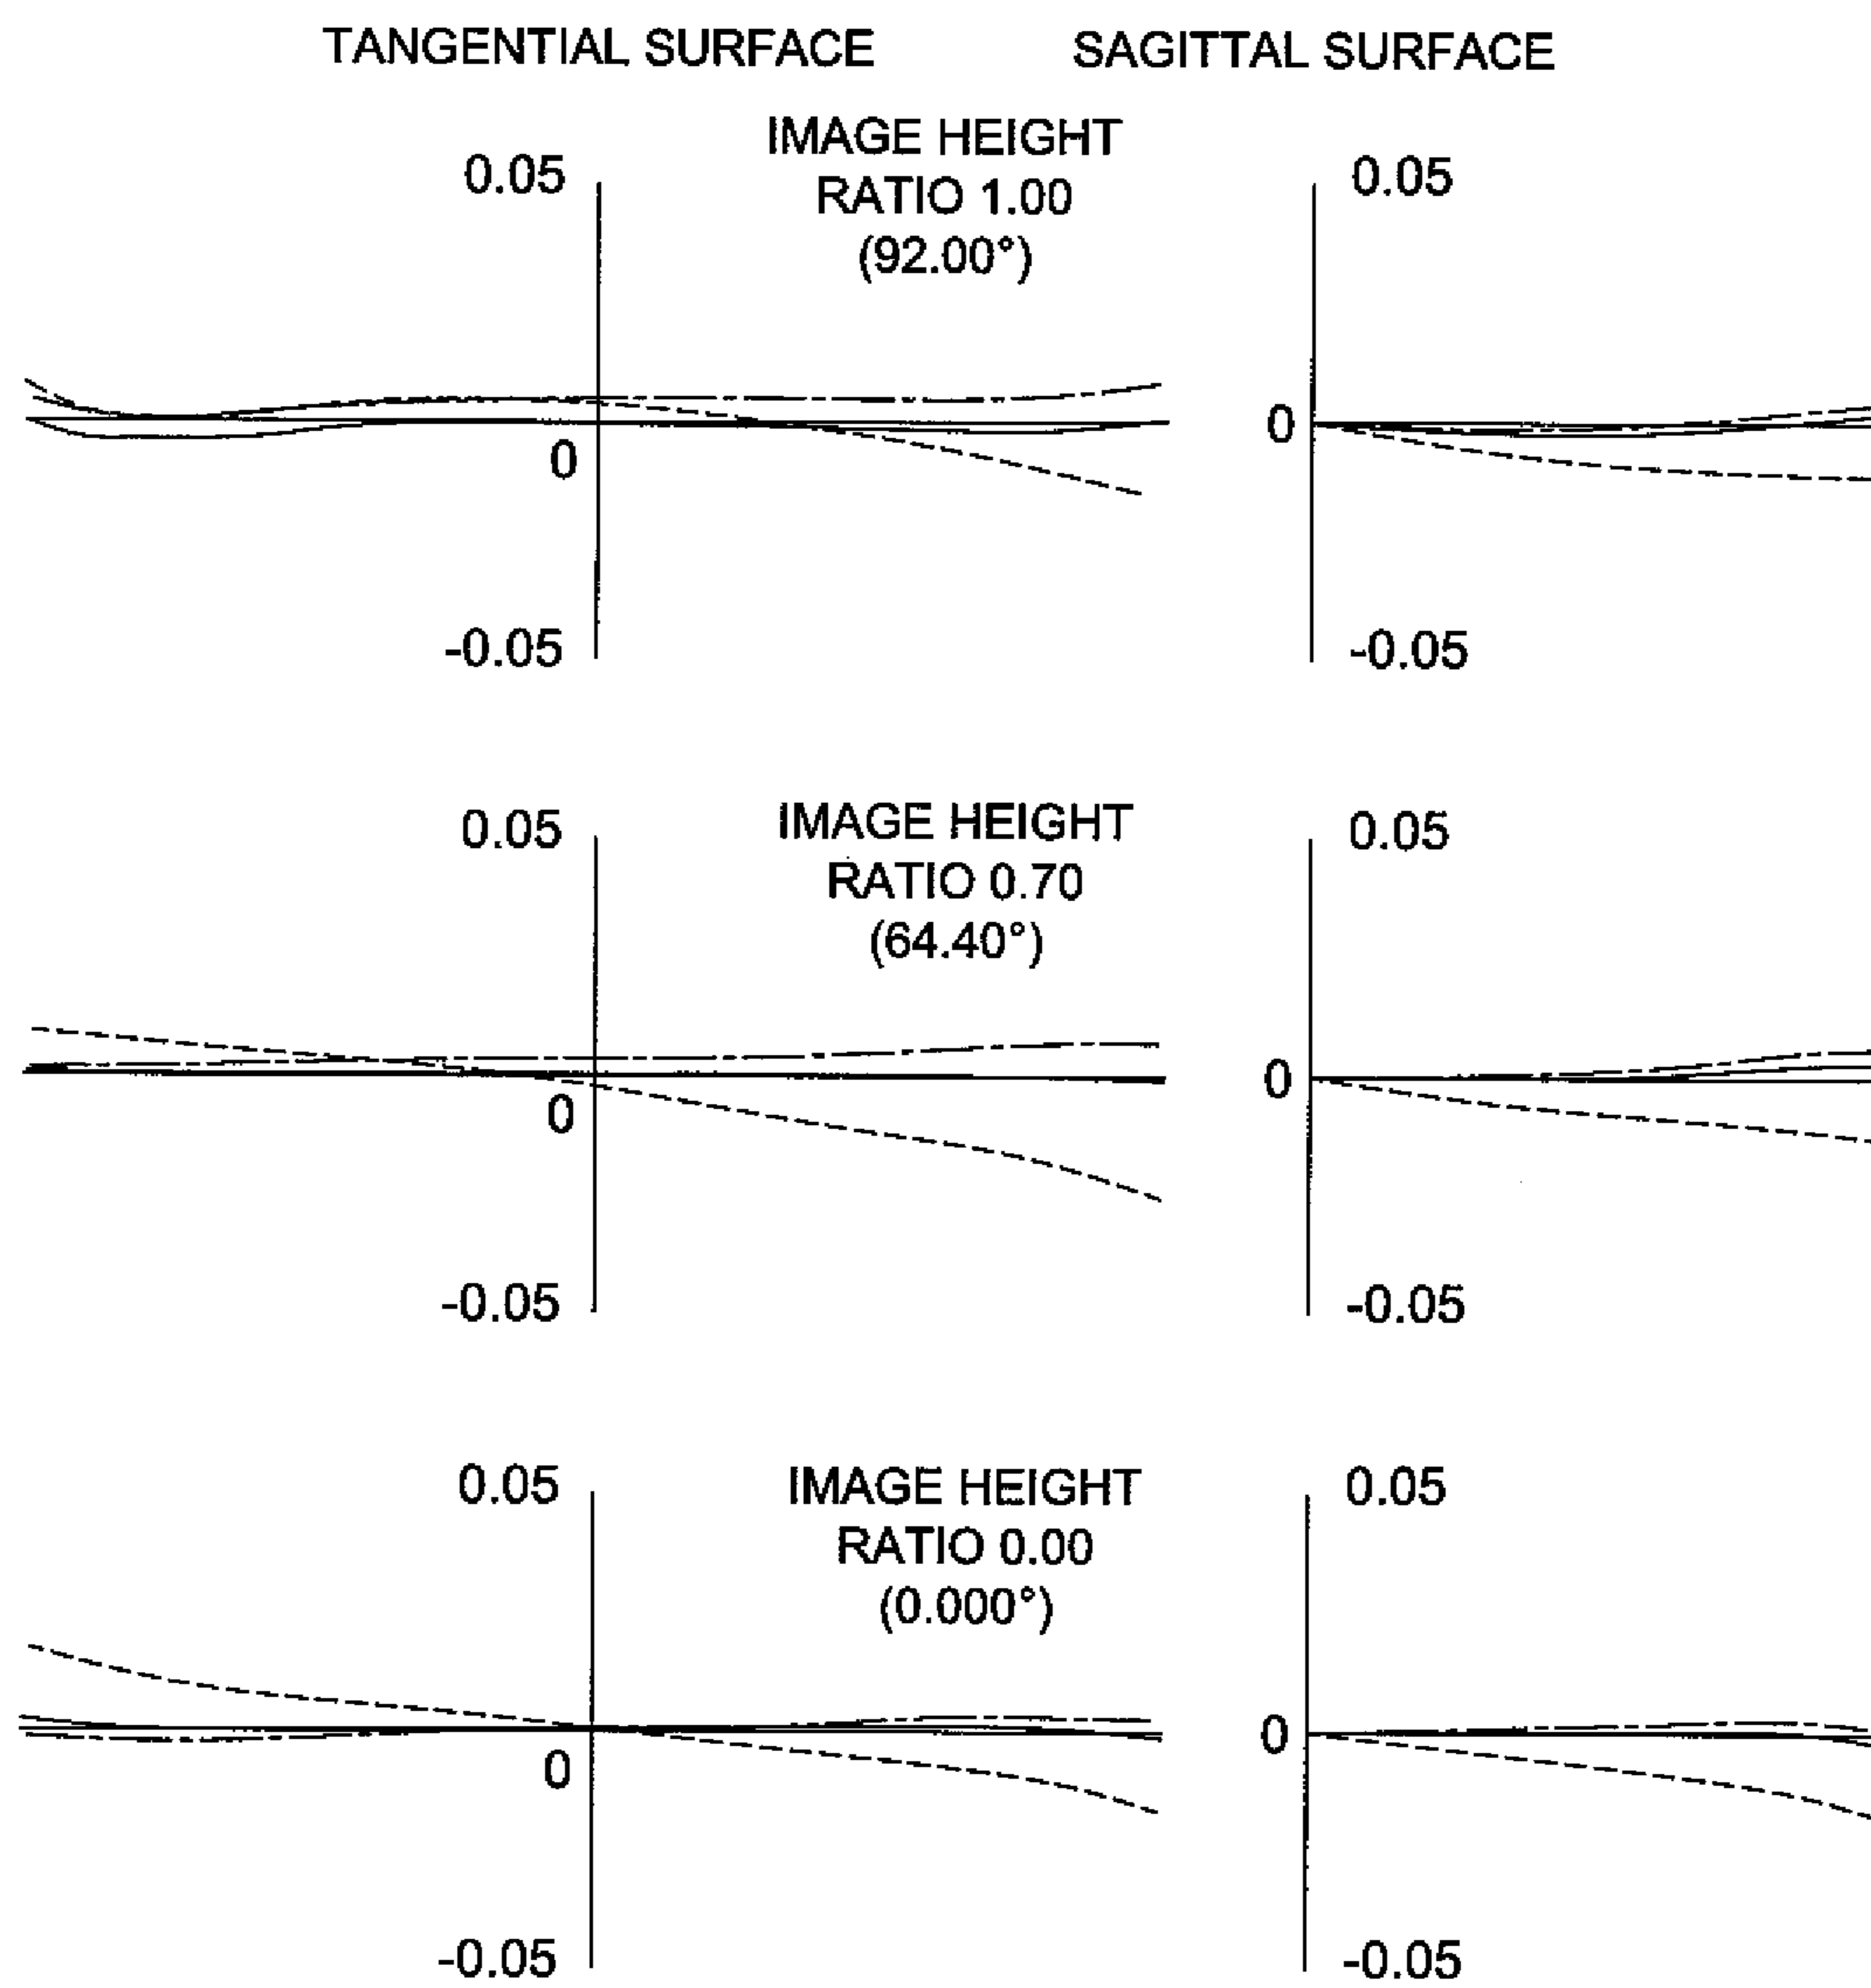 TANGENTIAL SURFACE
SAGITTAL SURFACE
IMAGE HEIGHT
RATIO 1.00
(92.00°)
0.05
0
-0.05
0.05
0
-0.05
IMAGE HEIGHT
RATIO 0.70
(64.40°)
0.05
0
-0.05
0.05
0
-0.05
IMAGE HEIGHT
RATIO 0.00
(0.000°)
0.05
0
-0.05
0.05
0
-0.05